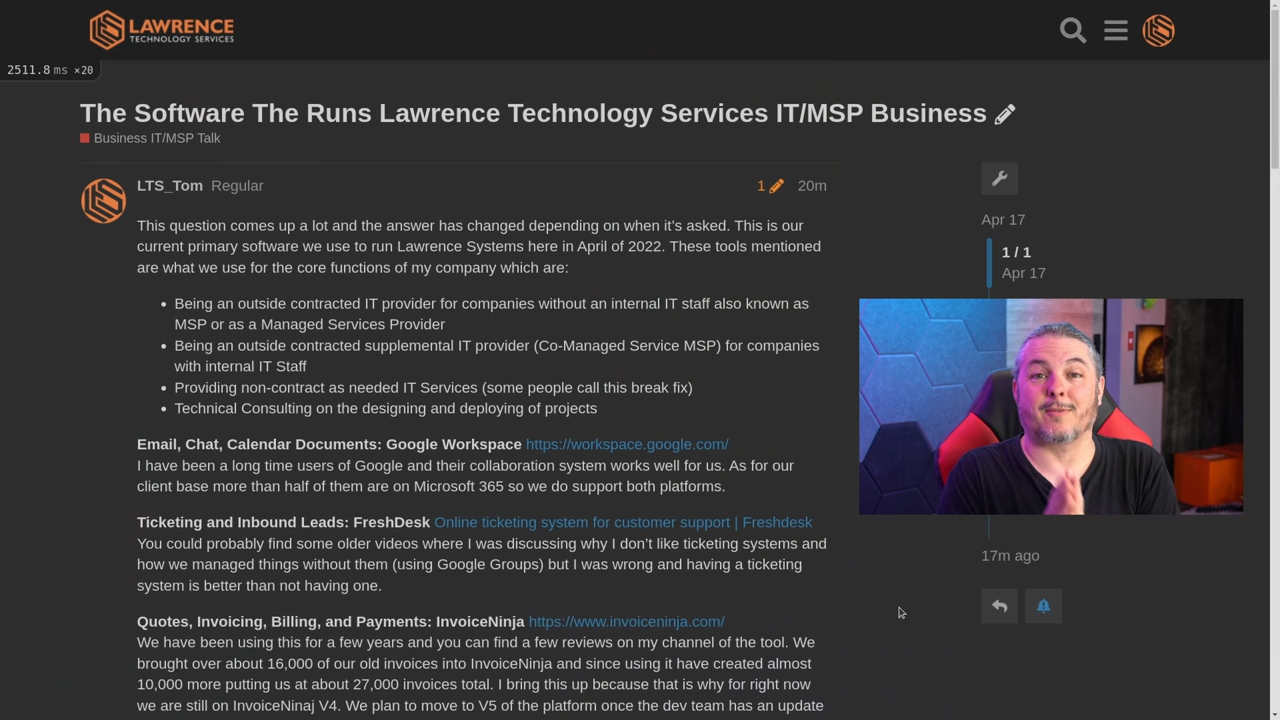 LAWRENCE
TECHNOLOGY SERVICES
2511.8 ms ×20
The Software The Runs Lawrence Technology Services IT/MSP Business
Business IT/MSP Talk
LTS_Tom Regular
1
20m
This question comes up a lot and the answer has changed depending on when it’s asked. This is our
current primary software we use to run Lawrence Systems here in April of 2022. These tools mentioned
are what we use for the core functions of my company which are:
• Being an outside contracted IT provider for companies without an internal IT staff also known as
MSP or as a Managed Services Provider
• Being an outside contracted supplemental IT provider (Co-Managed Service MSP) for companies
with internal IT Staff
• Providing non-contract as needed IT Services (some people call this break fix)
• Technical Consulting on the designing and deploying of projects
Email, Chat, Calendar Documents: Google Workspace https://workspace.google.com/
I have been a long time users of Google and their collaboration system works well for us. As for our
client base more than half of them are on Microsoft 365 so we do support both platforms.
Ticketing and Inbound Leads: FreshDesk Online ticketing system for customer support | Freshdesk
You could probably find some older videos where I was discussing why I don’t like ticketing systems and
how we managed things without them (using Google Groups) but I was wrong and having a ticketing
system is better than not having one.
Quotes, Invoicing, Billing, and Payments: InvoiceNinja https://www.invoiceninja.com/
We have been using this for a few years and you can find a few reviews on my channel of the tool. We
brought over about 16,000 of our old invoices into InvoiceNinja and since using it have created almost
10,000 more putting us at about 27,000 invoices total. I bring this up because that is why for right now
we are still on InvoiceNinaj V4. We plan to move to V5 of the platform once the dev team has an update
Apr 17
1 / 1
Apr 17
17m ago